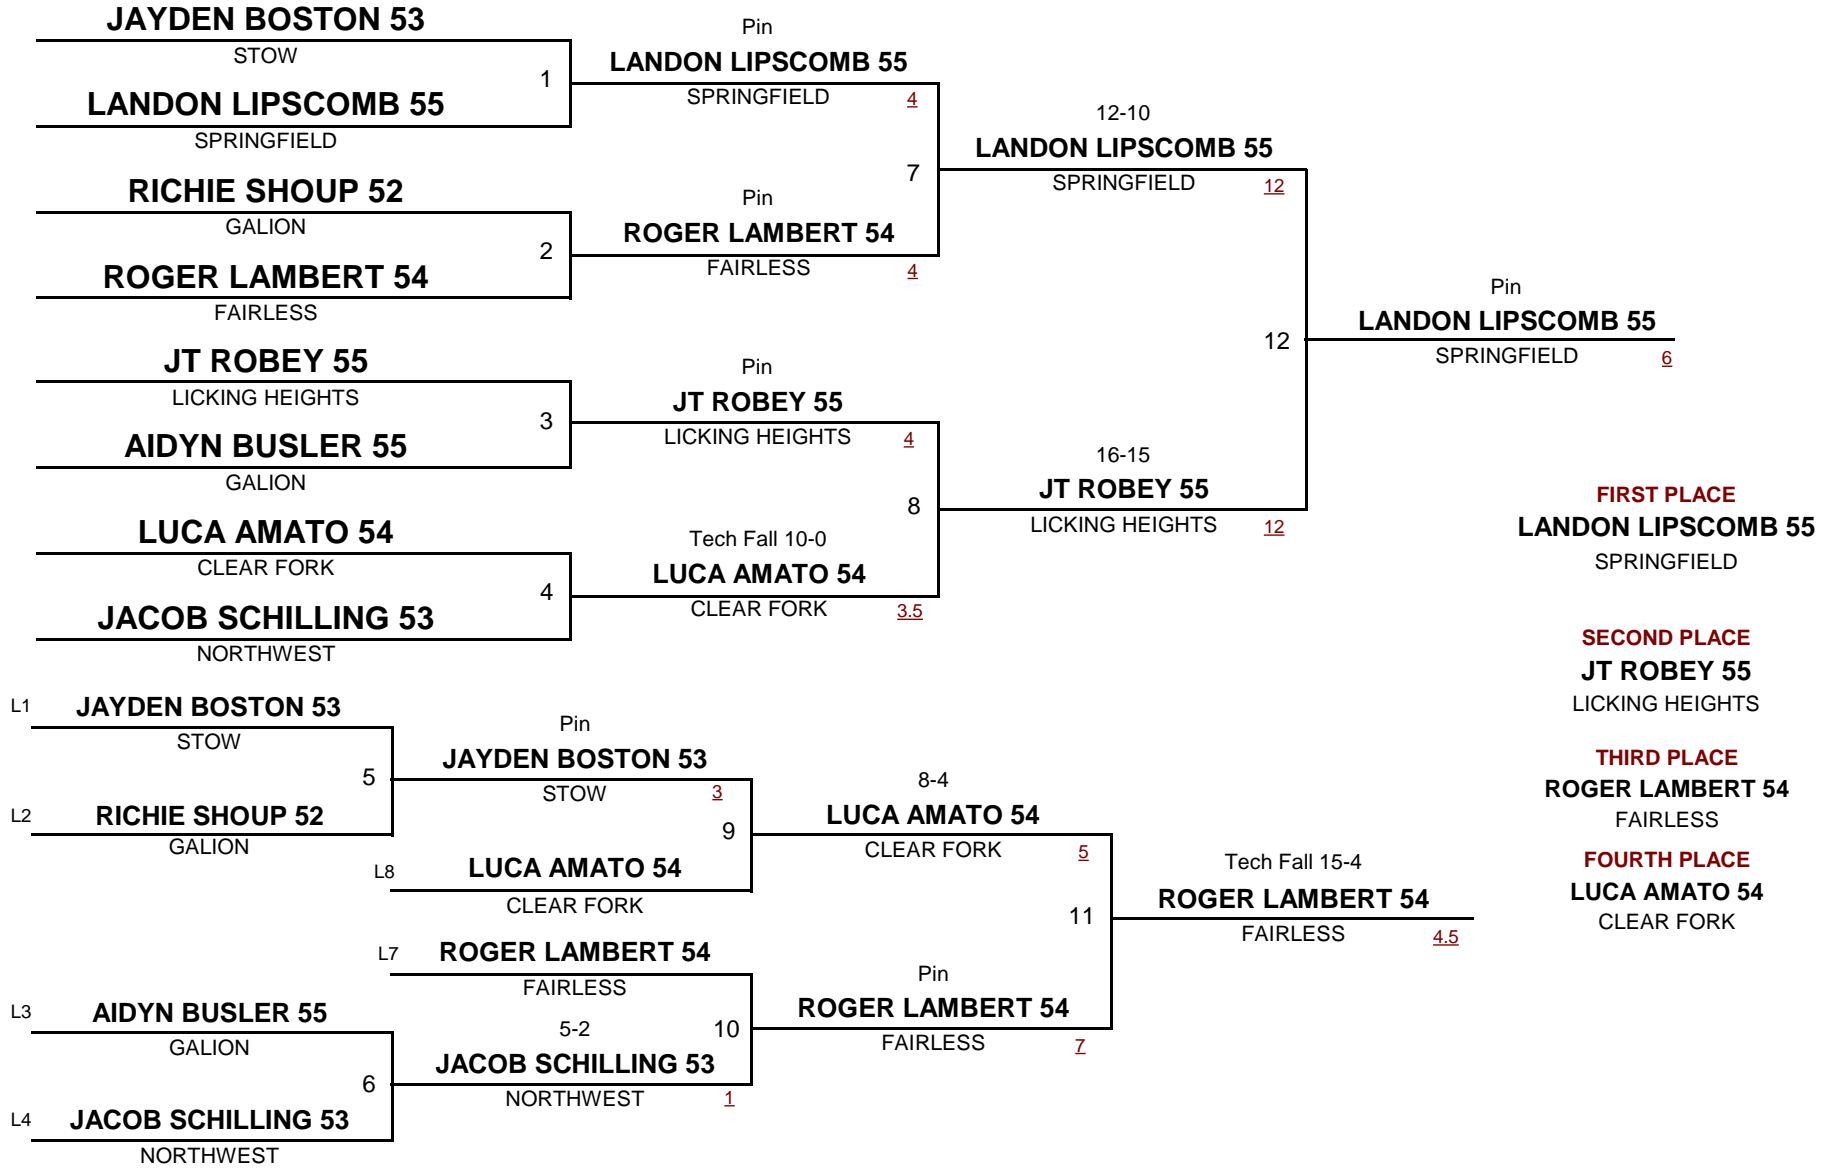 JAYDEN BOSTON 53
STOW
1
LANDON LIPSCOMB 55
SPRINGFIELD
RICHIE SHOUP 52
GALION
2
ROGER LAMBERT 54
FAIRLESS
JT ROBEY 55
LICKING HEIGHTS
3
AIDYN BUSLER 55
GALION
LUCA AMATO 54
CLEAR FORK
4
JACOB SCHILLING 53
NORTHWEST
Pin
LANDON LIPSCOMB 55
SPRINGFIELD 4
7
Pin
ROGER LAMBERT 54
FAIRLESS 4
Pin
JT ROBEY 55
LICKING HEIGHTS 4
8
Tech Fall 10-0
LUCA AMATO 54
CLEAR FORK 3.5
12-10
LANDON LIPSCOMB 55
SPRINGFIELD 12
12
16-15
JT ROBEY 55
LICKING HEIGHTS 12
Pin
LANDON LIPSCOMB 55
SPRINGFIELD 6
FIRST PLACE
LANDON LIPSCOMB 55
SPRINGFIELD
SECOND PLACE
JT ROBEY 55
LICKING HEIGHTS
THIRD PLACE
ROGER LAMBERT 54
FAIRLESS
FOURTH PLACE
LUCA AMATO 54
CLEAR FORK
L1 JAYDEN BOSTON 53
STOW
5
L2 RICHIE SHOUP 52
GALION
L3 AIDYN BUSLER 55
GALION
6
L4 JACOB SCHILLING 53
NORTHWEST
Pin
JAYDEN BOSTON 53
STOW 3
9
L8 LUCA AMATO 54
CLEAR FORK
L7 ROGER LAMBERT 54
FAIRLESS
5-2 10
JACOB SCHILLING 53
NORTHWEST 1
8-4
LUCA AMATO 54
CLEAR FORK 5
11
Pin
ROGER LAMBERT 54
FAIRLESS 7
Tech Fall 15-4
ROGER LAMBERT 54
FAIRLESS 4.5